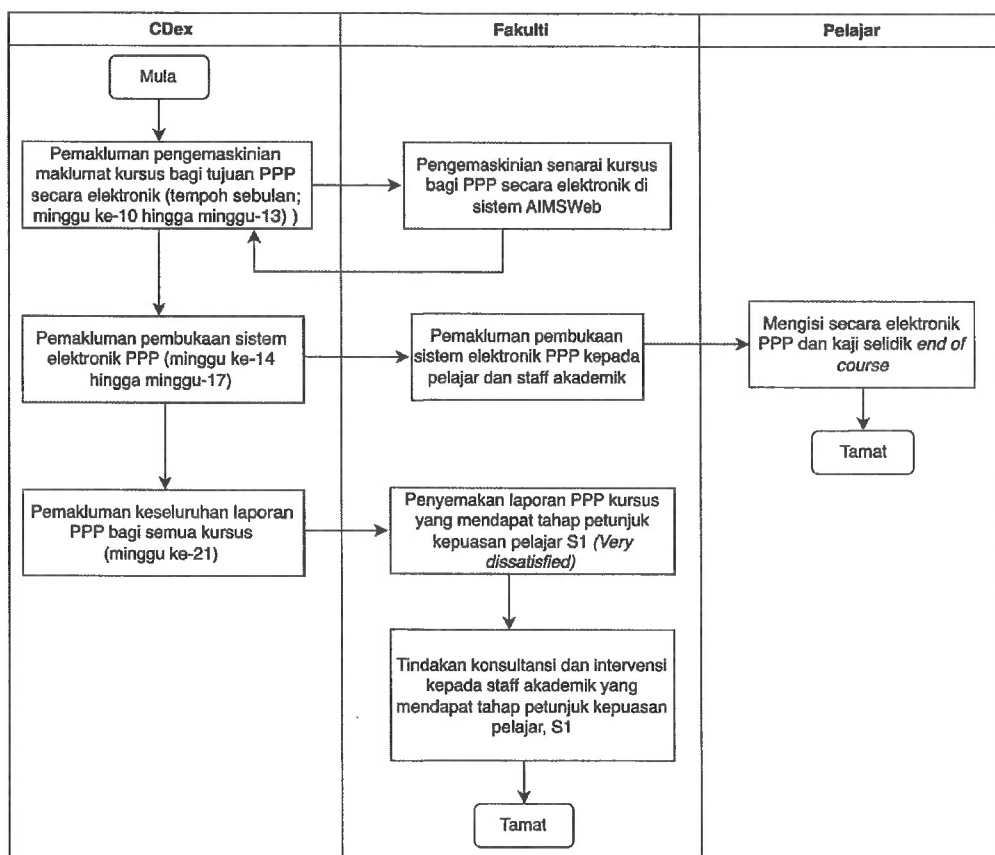 CDex
Fakulti
Pelajar
Mula
Pemakluman pengemaskinian
maklumat kursus bagi tujuan PPP
secara elektronik (tempoh sebulan;
minggu ke-10 hingga minggu-13) )
Pengemaskinian senarai kursus
bagi PPP secara elektronik di
sistem AIMSWeb
Pemakluman pembukaan sistem
elektronik PPP (minggu ke-14
hingga minggu-17)
Pemakluman pembukaan
sistem elektronik PPP kepada
pelajar dan staff akademik
Mengisi secara elektronik
PPP dan kaji selidik end of
course
Tamat
Pemakluman keseluruhan laporan
PPP bagi semua kursus
(minggu ke-21)
Penyemakan laporan PPP kursus
yang mendapat tahap petunjuk
kepuasan pelajar S1 (Very
dissatisfied)
Tindakan konsultansi dan intervensi
kepada staff akademik yang
mendapat tahap petunjuk kepuasan
pelajar, S1
Tamat